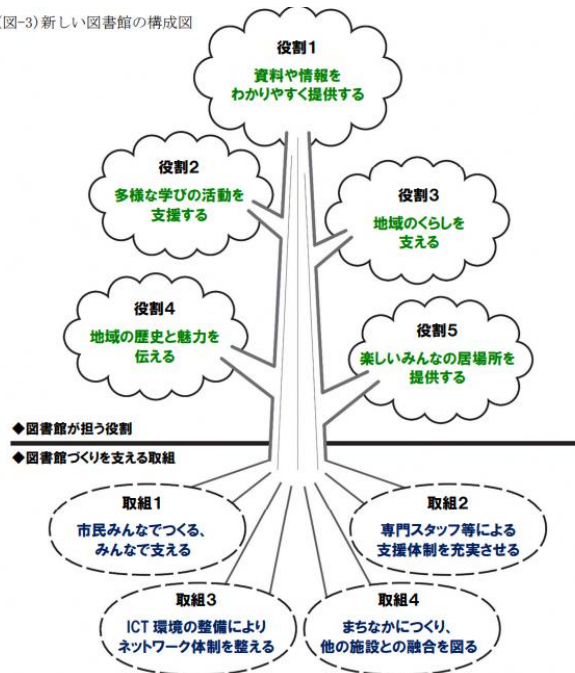 (図-3)新しい図書館の構成図
役割1
資料や情報を
わかりやすく提供する
役割2
多様な学びの活動を
支援する
役割3
地域のくらしを
支える
役割4
地域の歴史と魅力を
伝える
役割5
楽しいみんなの居場所を
提供する
◆図書館が担う役割
◆図書館づくりを支える取組
取組1
市民みんなでつくる、
みんなで支える
取組2
専門スタッフ等による
支援体制を充実させる
取組3
ICT 環境の整備により
ネットワーク体制を整える
取組4
まちなかにつくり、
他の施設との融合を図る